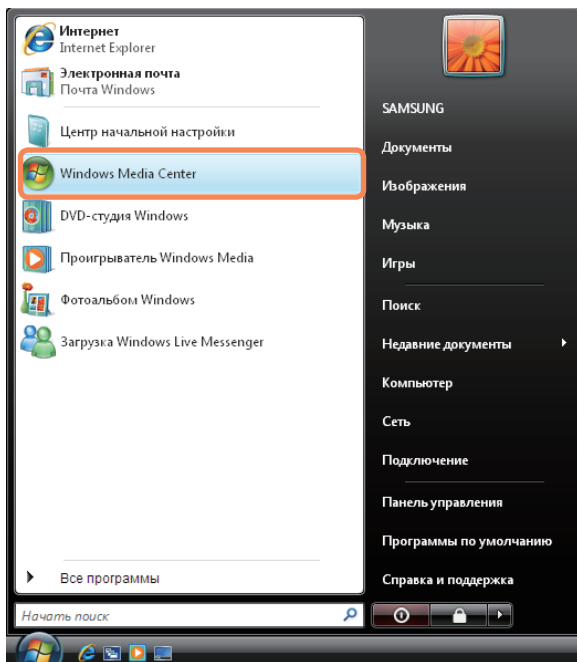 Интернет
Internet Explorer
Электронная почта
Почта Windows
Центр начальной настройки
Windows Media Center
DVD-студия Windows
Проигрыватель Windows Media
Фотоальбом Windows
Загрузка Windows Live Messenger
Все программы
Начать поиск
SAMSUNG
Документы
Изображения
Музыка
Игры
Поиск
Недавние документы
Компьютер
Сеть
Подключение
Панель управления
Программы по умолчанию
Справка и поддержка